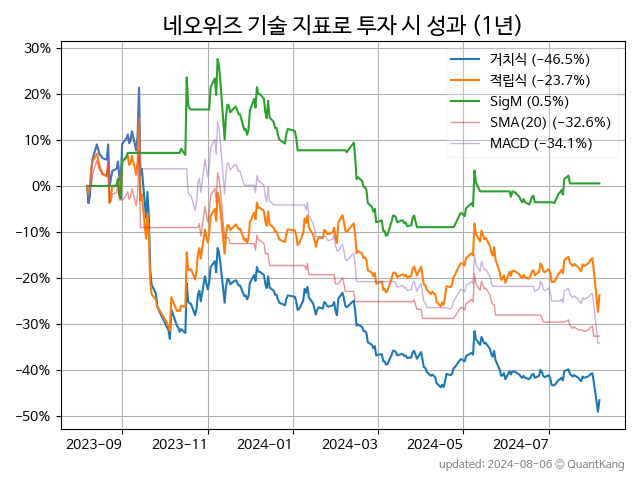 네오위즈 기술 지표로 투자 시 성과 (1년)
30%
20%
10%
0%
−10%
−20%
−30%
−40%
−50%
거치식 (−46.5%)
적립식 (−23.7%)
SigM (0.5%)
SMA(20) (−32.6%)
MACD (−34.1%)
2023-09
2023-11
2024-01
2024-03
2024-05
2024-07
updated: 2024-08-06 © QuantKang